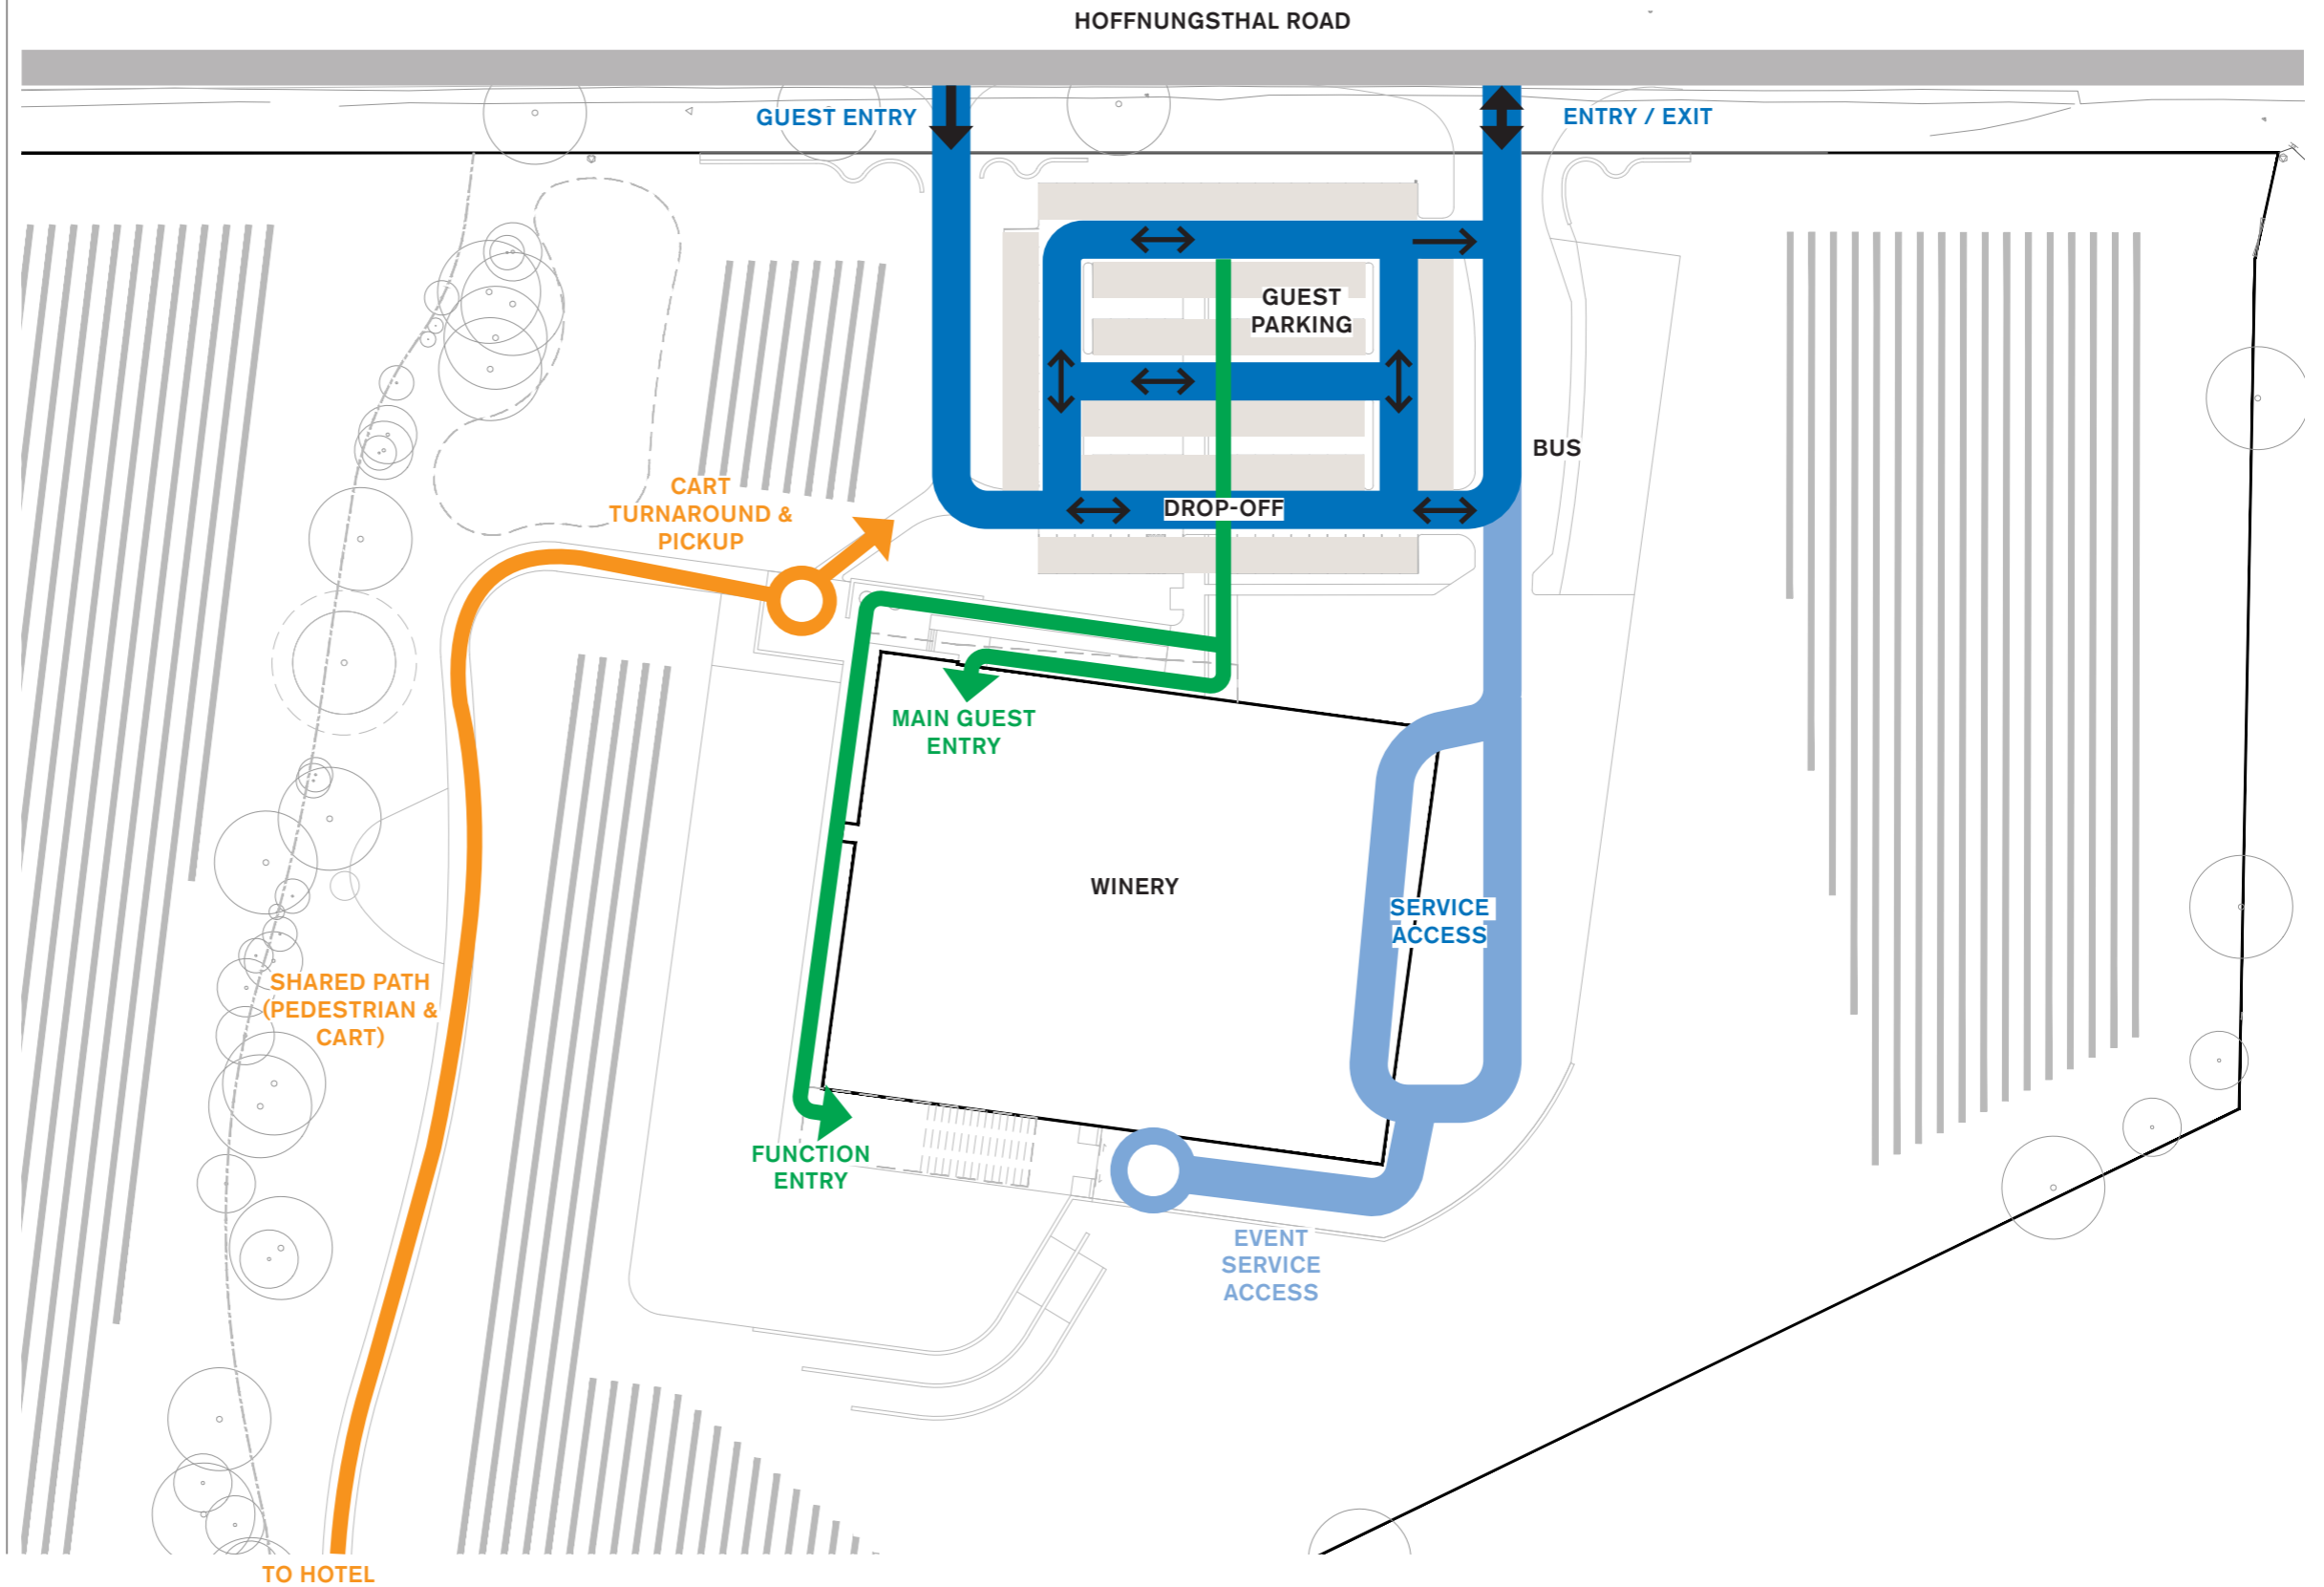 HOFFNUNGSTHAL ROAD
GUEST ENTRY
ENTRY / EXIT
GUEST
PARKING
BUS
CART
TURNAROUND &
PICKUP
DROP-OFF
MAIN GUEST
ENTRY
WINERY
SERVICE
ACCESS
SHARED PATH
(PEDESTRIAN &
CART)
FUNCTION
ENTRY
EVENT
SERVICE
ACCESS
TO HOTEL